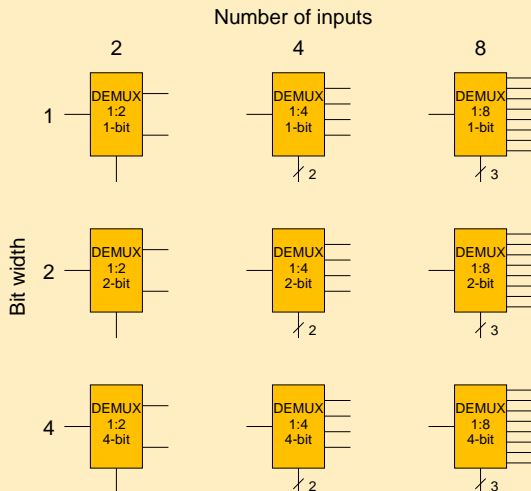 Number of inputs
2 4 8
1
DEMUX
1:2
1-bit
DEMUX
1:4
1-bit
2
DEMUX
1:8
1-bit
3
Bit width
2
DEMUX
1:2
2-bit
DEMUX
1:4
2-bit
2
DEMUX
1:8
2-bit
3
4
DEMUX
1:2
4-bit
DEMUX
1:4
4-bit
2
DEMUX
1:8
4-bit
3